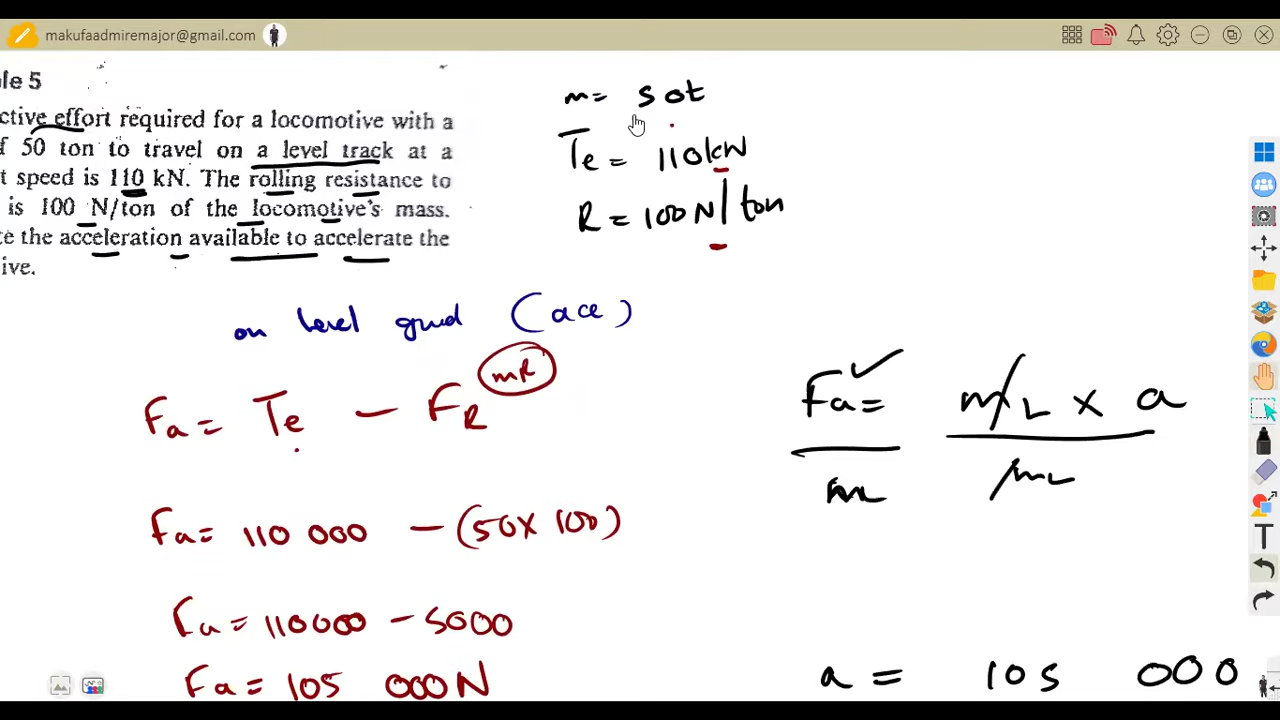 makufaadmiremajor@gmail.com
le 5
ctive effort required for a locomotive with a
f 50 ton to travel on a level track at a
t speed is 110 kN. The rolling resistance to
is 100 N/ton of the locomotive's mass.
te the acceleration available to accelerate the
ive.
m= 50t
Te = 110kN
R = 100N/ton
on level (ace)
Fa= Te - FR mR
Fa= 110 000 - (50x 100)
Fa= 110000 - 5000
Fa= 105 000N
Fa= mL x a
mL
a = 105 000
T